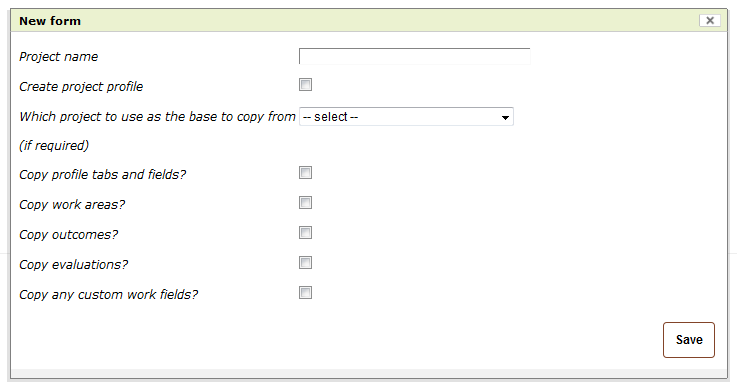 New form
Project name
Create project profile
Which project to use as the base to copy from -- select --
(if required)
Copy profile tabs and fields?
Copy work areas?
Copy outcomes?
Copy evaluations?
Copy any custom work fields?
Save